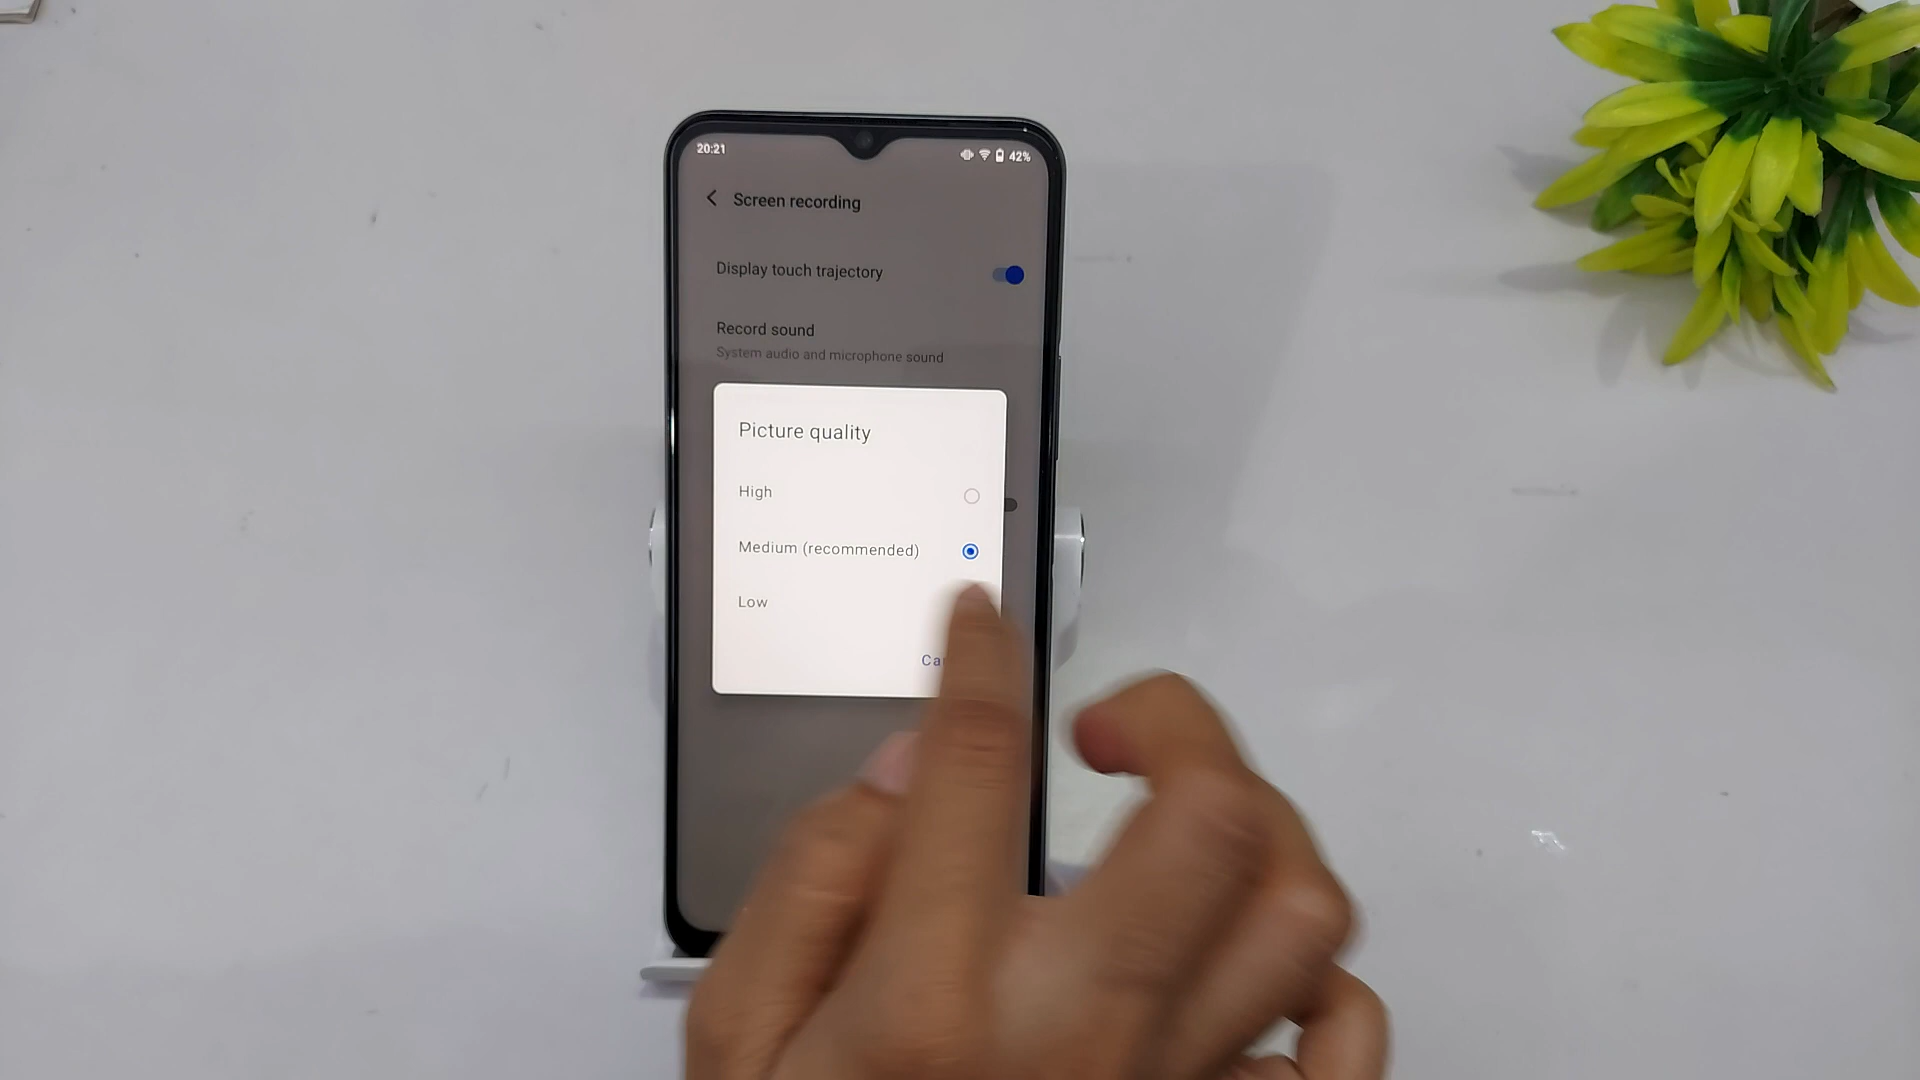 20:21
42%
Screen recording
Display touch trajectory
Record sound
System audio and microphone sound
Picture quality
High
Medium (recommended)
Low